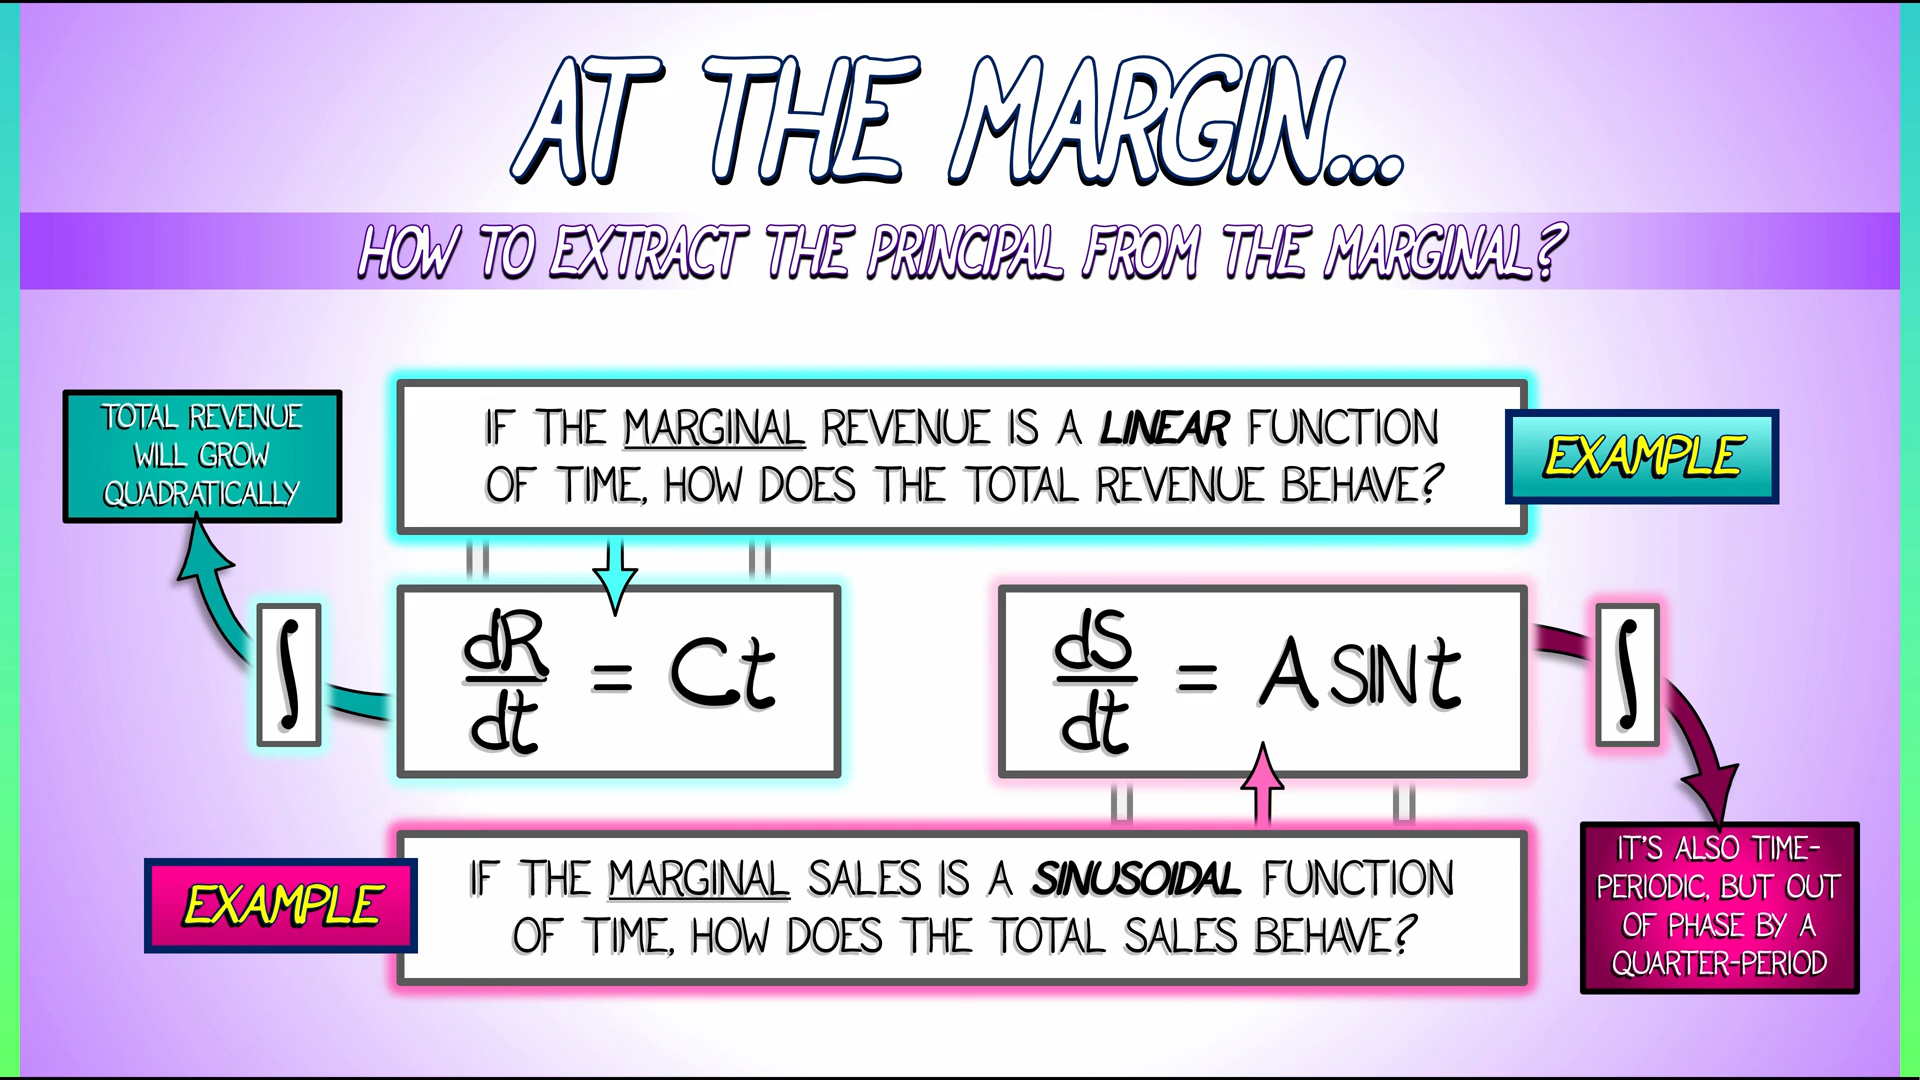 AT THE MARGIN...
HOW TO EXTRACT THE PRINCIPAL FROM THE MARGINAL?
TOTAL REVENUE
WILL GROW
QUADRATICALLY
IF THE MARGINAL REVENUE IS A LINEAR FUNCTION
OF TIME, HOW DOES THE TOTAL REVENUE BEHAVE?
EXAMPLE
∫
dR/dt = Ct
dS/dt = A SIN t
∫
EXAMPLE
IF THE MARGINAL SALES IS A SINUSOIDAL FUNCTION
OF TIME, HOW DOES THE TOTAL SALES BEHAVE?
IT'S ALSO TIME-
PERIODIC, BUT OUT
OF PHASE BY A
QUARTER-PERIOD